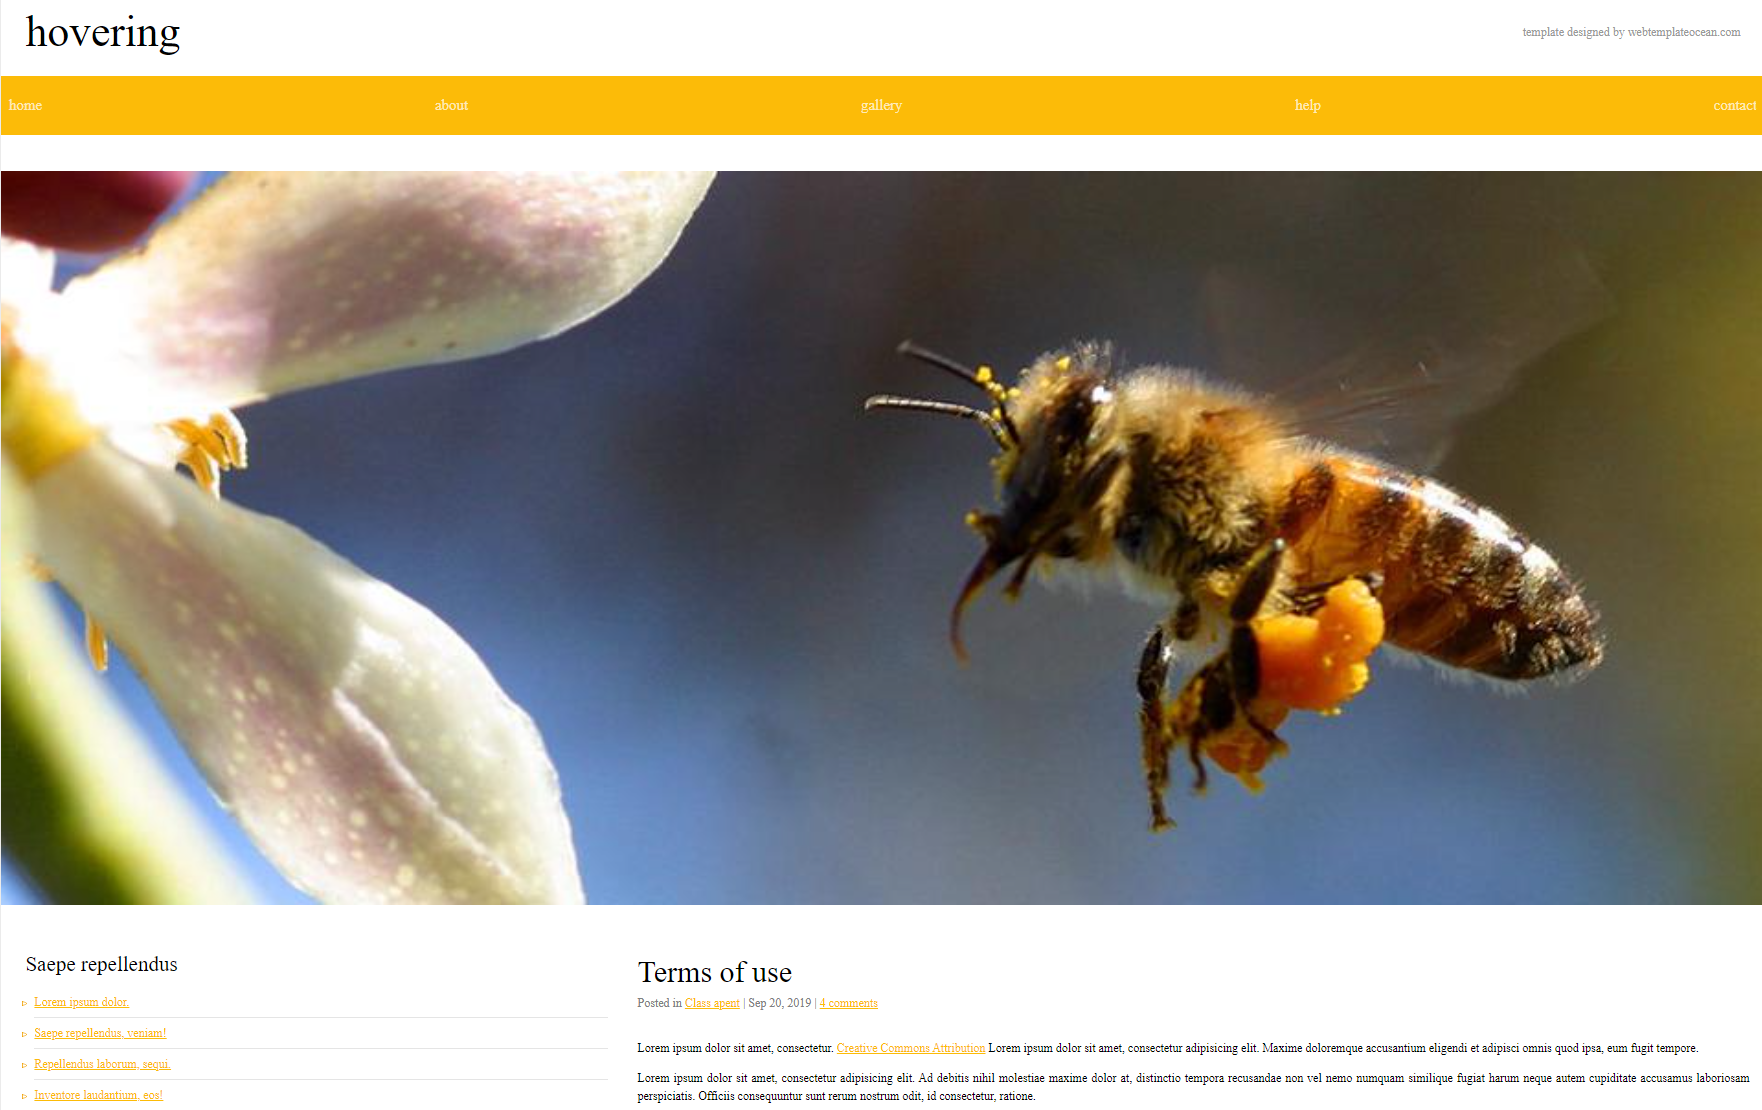 hovering
template designed by webtemplateocean.com
home about gallery help contact
Saepe repellendus
Lorem ipsum dolor.
Saepe repellendus, veniam!
Repellendus laborum, sequi.
Inventore laudantium, eos!
Terms of use
Posted in Class apent | Sep 20, 2019 | 4 comments
Lorem ipsum dolor sit amet, consectetur. Creative Commons Attribution Lorem ipsum dolor sit amet, consectetur adipisicing elit. Maxime doloremque accusantium eligendi et adipisci omnis quod ipsa, eum fugit tempore.
Lorem ipsum dolor sit amet, consectetur adipisicing elit. Ad debitis nihil molestiae maxime dolor at, distinctio tempora recusandae non vel nemo numquam similique fugiat harum neque autem cupiditate accusamus laboriosam
perspiciatis. Officiis consequuntur sunt rerum nostrum odit, id consectetur, ratione.